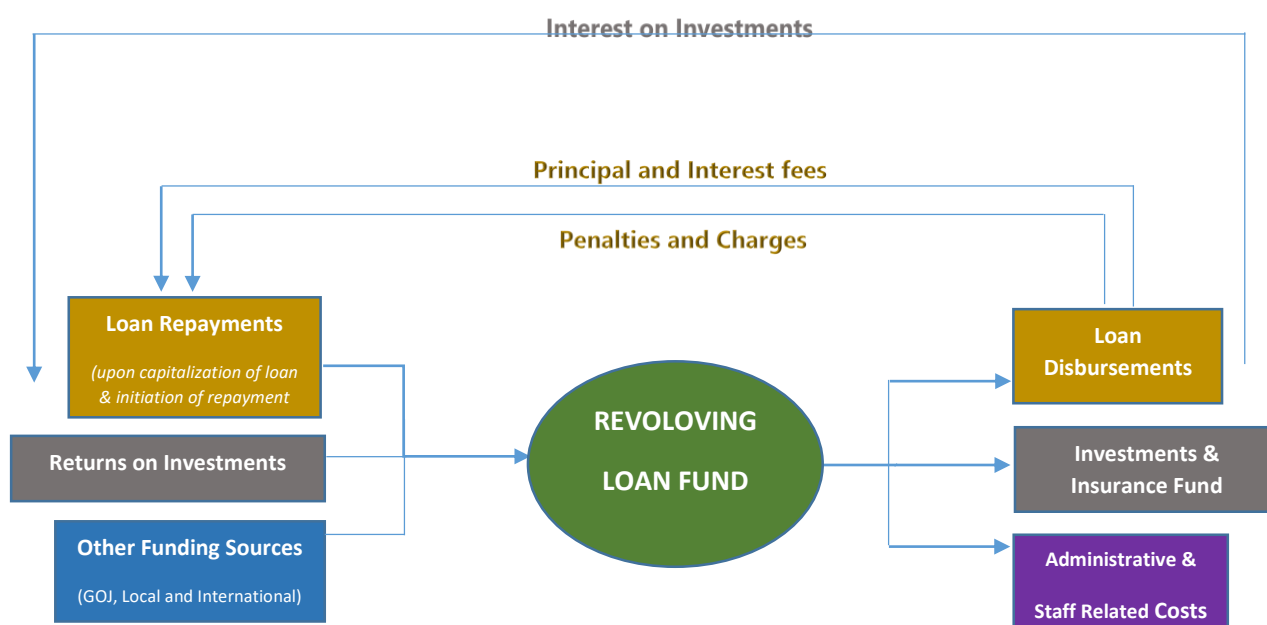 Interest on Investments
Principal and Interest fees
Penalties and Charges
Loan Repayments
(upon capitalization of loan
& initiation of repayment
Returns on Investments
Other Funding Sources
(GOJ, Local and International)
REVOLOVING
LOAN FUND
Loan
Disbursements
Investments &
Insurance Fund
Administrative &
Staff Related Costs